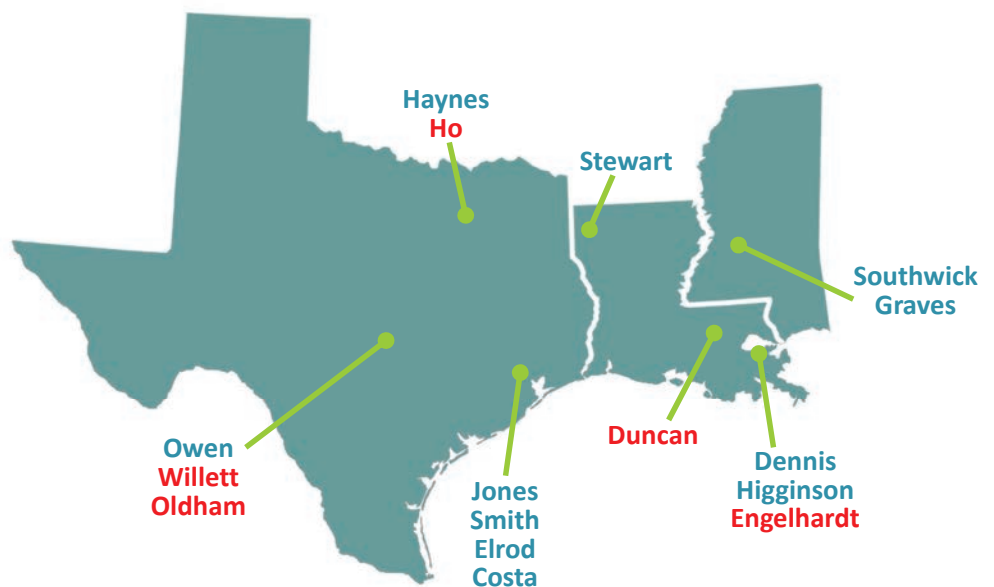 Haynes
Ho
Stewart
Southwick
Graves
Owen
Willett
Oldham
Jones
Smith
Elrod
Costa
Duncan
Dennis
Higginson
Engelhardt